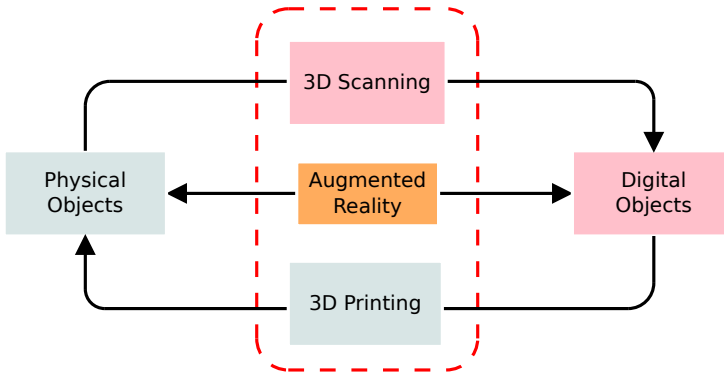 3D Scanning
Physical
Objects
Augmented
Reality
Digital
Objects
3D Printing